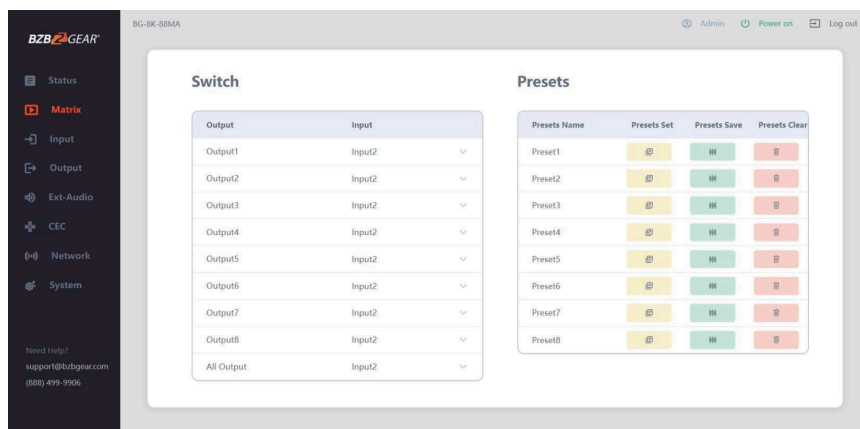 BG-8K-88MA
Admin Power on Log out
BZBGEAR
Status
Matrix
Input
Output
Ext-Audio
CEC
Network
System
Need Help?
support@bzbgear.com
(888) 499-9906
Switch
Output Input
Output1 Input2
Output2 Input2
Output3 Input2
Output4 Input2
Output5 Input2
Output6 Input2
Output7 Input2
Output8 Input2
All Output Input2
Presets
Presets Name Presets Set Presets Save Presets Clear
Preset1
Preset2
Preset3
Preset4
Preset5
Preset6
Preset7
Preset8